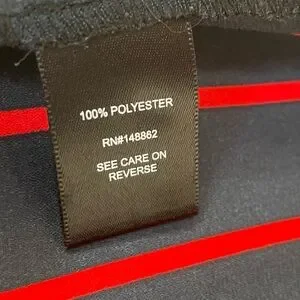 100% POLYESTER
RN#148862
SEE CARE ON
REVERSE